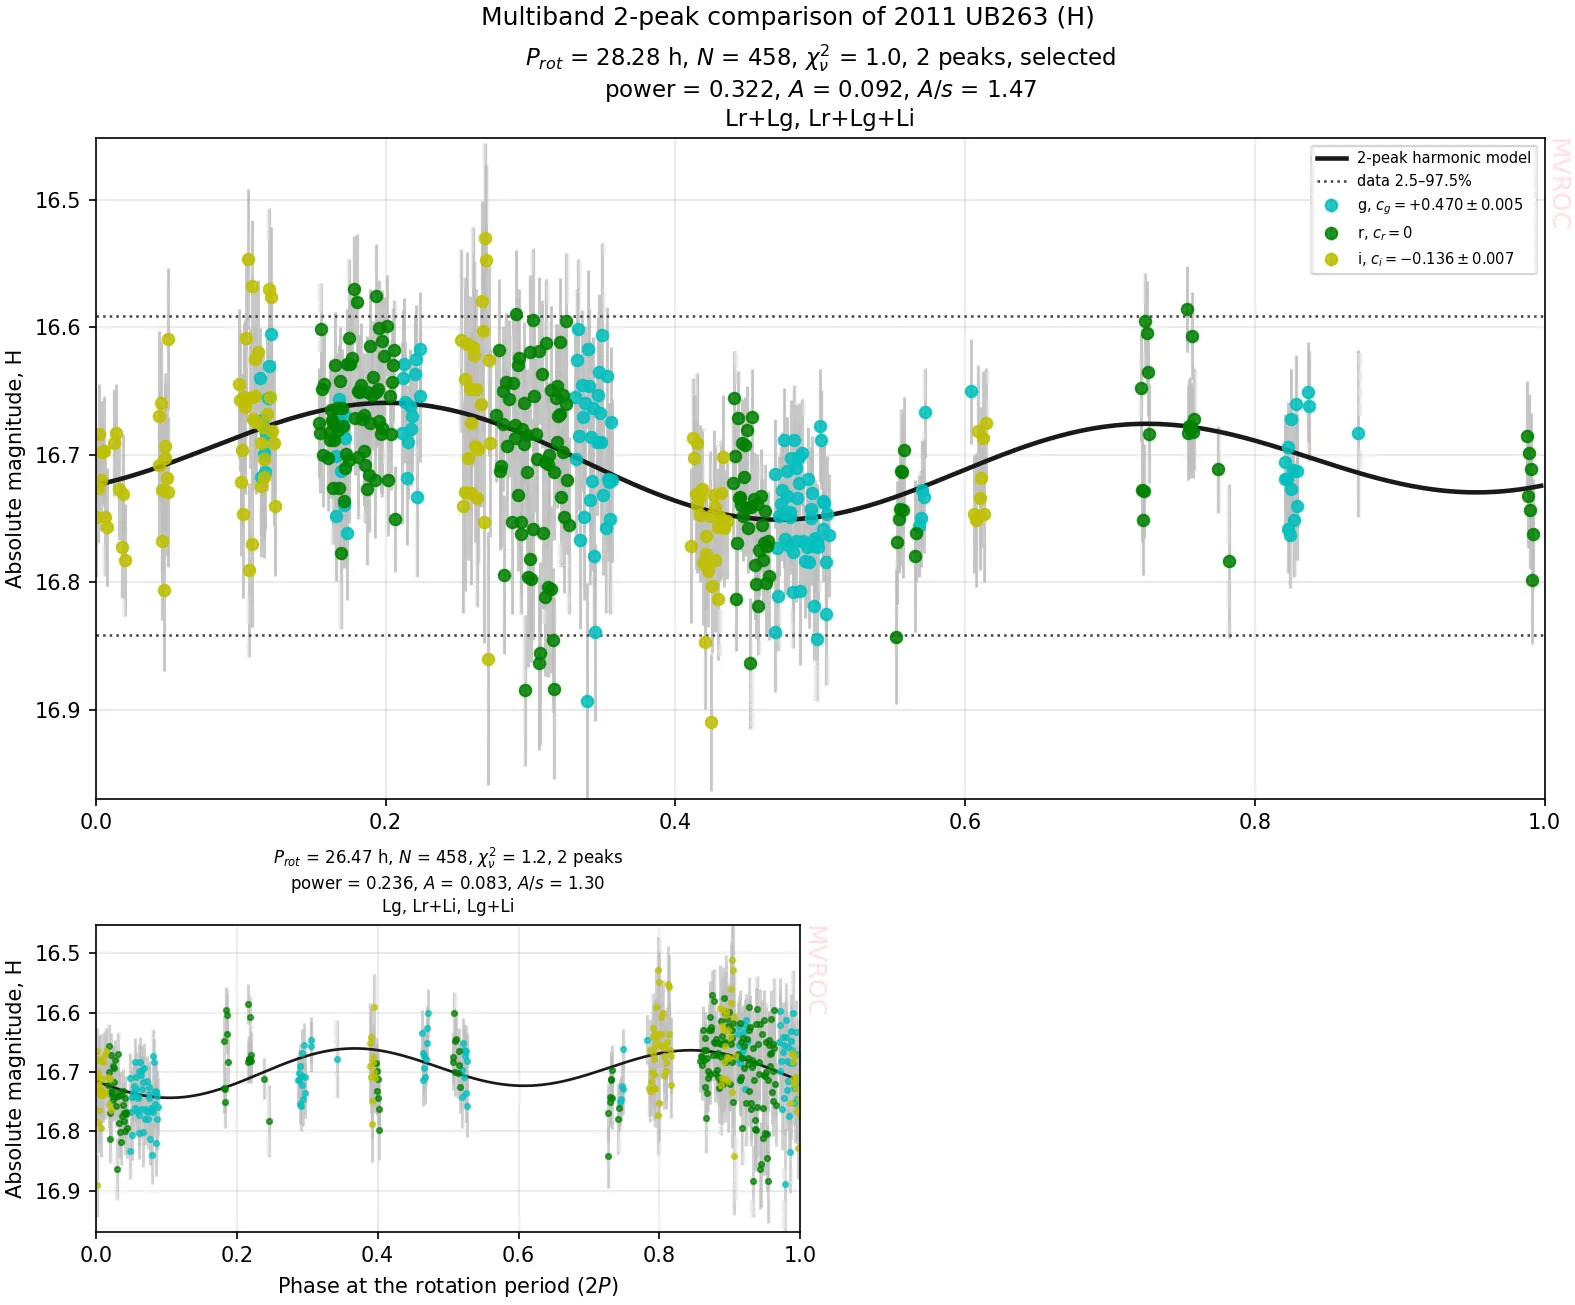 Multiband 2-peak comparison of 2011 UB263 (H)
P_rot = 28.28 h, N = 458, χ²_ν = 1.0, 2 peaks, selected
power = 0.322, A = 0.092, A/s = 1.47
Lr+Lg, Lr+Lg+Li
2-peak harmonic model
data 2.5–97.5%
g, c_g = +0.470 ± 0.005
r, c_r = 0
i, c_i = −0.136 ± 0.007
MVROC
Absolute magnitude, H
16.5
16.6
16.7
16.8
16.9
0.0 0.2 0.4 0.6 0.8 1.0
P_rot = 26.47 h, N = 458, χ²_ν = 1.2, 2 peaks
power = 0.236, A = 0.083, A/s = 1.30
Lg, Lr+Li, Lg+Li
MVROC
Absolute magnitude, H
16.5
16.6
16.7
16.8
16.9
0.0 0.2 0.4 0.6 0.8 1.0
Phase at the rotation period (2P)